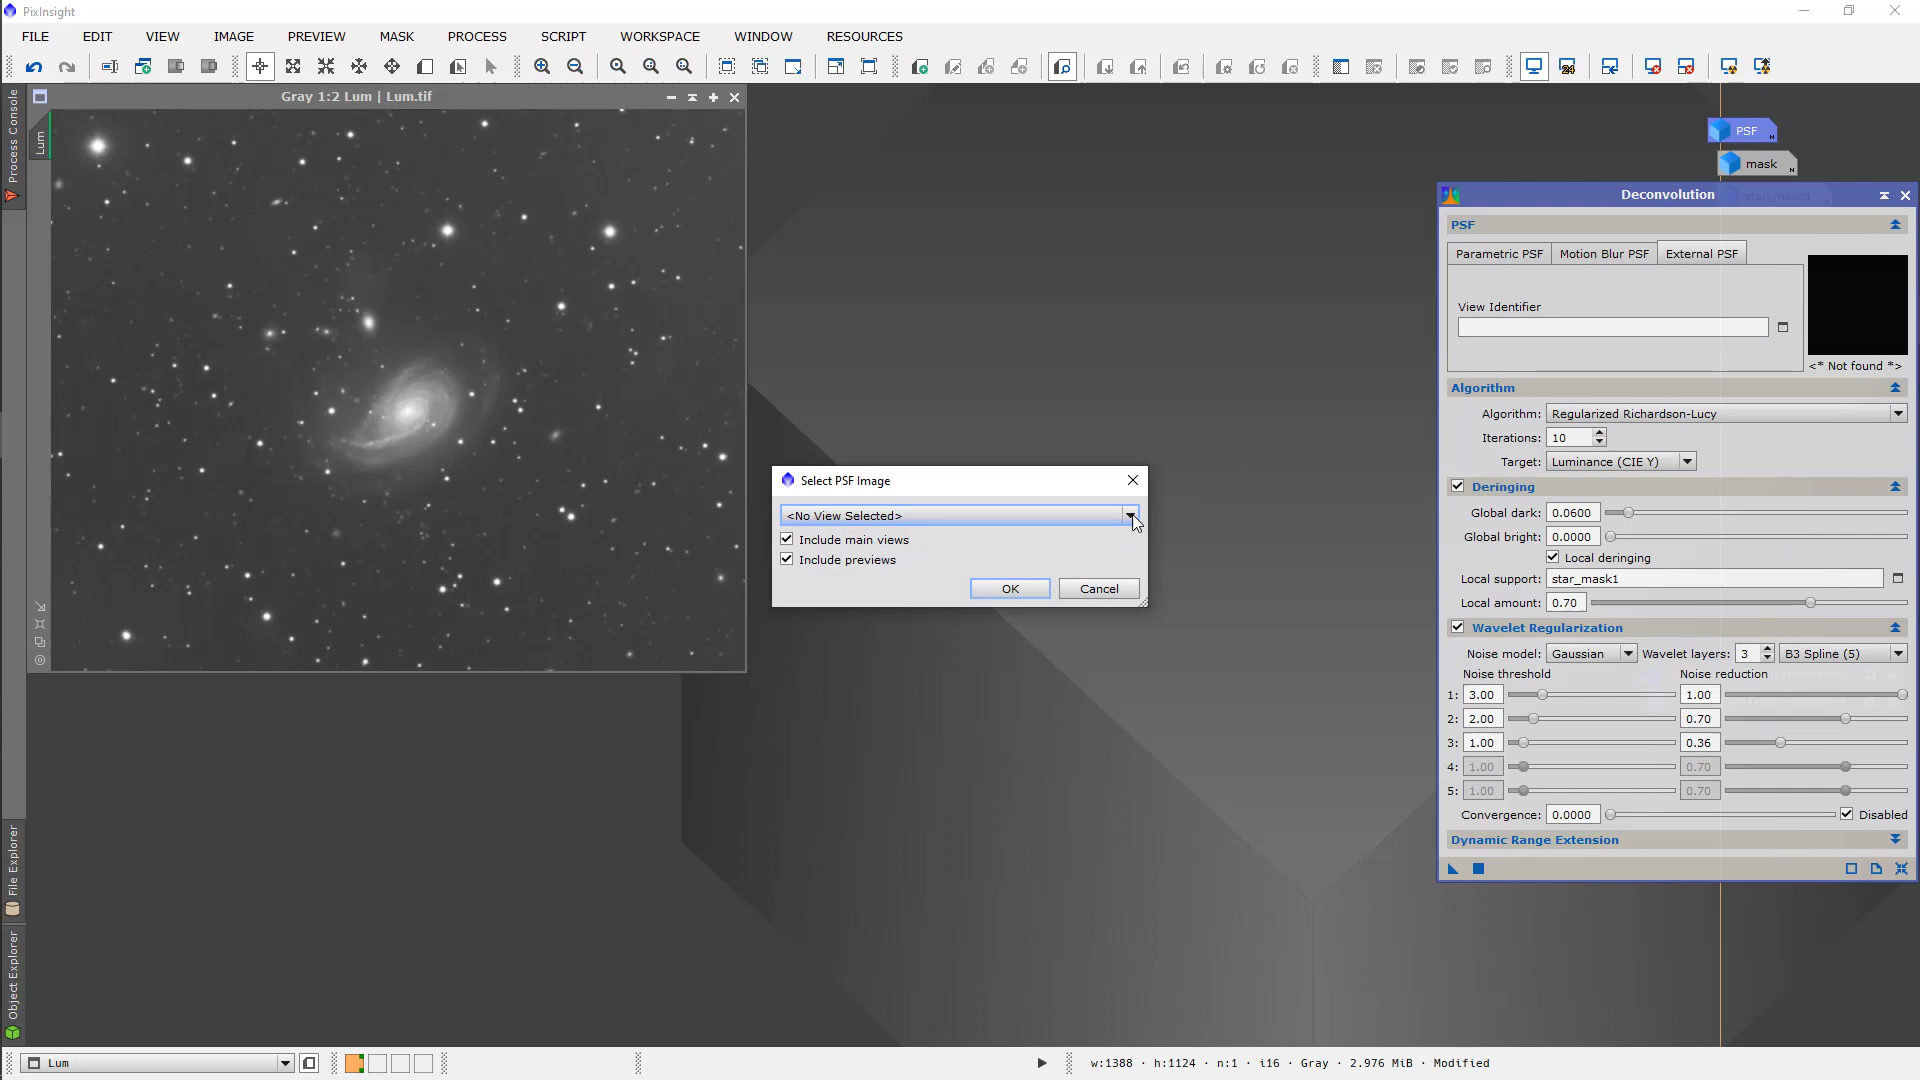 PixInsight
FILE EDIT VIEW IMAGE PREVIEW MASK PROCESS SCRIPT WORKSPACE WINDOW RESOURCES
24
Process Console
File Explorer
Object Explorer
Gray 1:2 Lum | Lum.tif
Lum
PSF
N
mask
N
Select PSF Image
<No View Selected>
Include main views
Include previews
OK Cancel
Deconvolution
PSF
Parametric PSF Motion Blur PSF External PSF
View Identifier
<* Not found *>
Algorithm
Algorithm: Regularized Richardson-Lucy
Iterations: 10
Target: Luminance (CIE Y)
Deringing
Global dark: 0.0600
Global bright: 0.0000
Local deringing
Local support: star_mask1
Local amount: 0.70
Wavelet Regularization
Noise model: Gaussian Wavelet layers: 3 B3 Spline (5)
Noise threshold Noise reduction
1: 3.00 1.00
2: 2.00 0.70
3: 1.00 0.36
4: 1.00 0.70
5: 1.00 0.70
Convergence: 0.0000 Disabled
Dynamic Range Extension
Lum
w:1388 · h:1124 · n:1 · i16 · Gray · 2.976 MiB · Modified